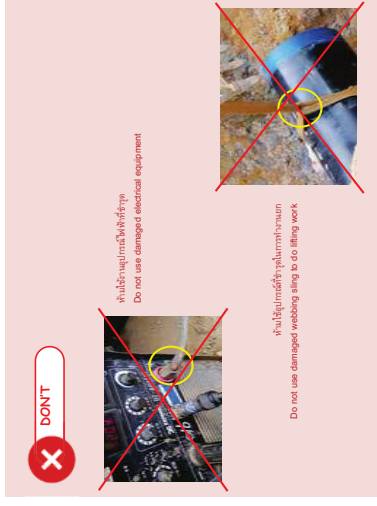 DON'T
ห้ามใช้งานอุปกรณ์ไฟฟ้าที่ชำรุด
Do not use damaged electrical equipment
ห้ามใช้อุปกรณ์ชำรุดในการทำงานยก
Do not use damaged webbing sling to do lifting work